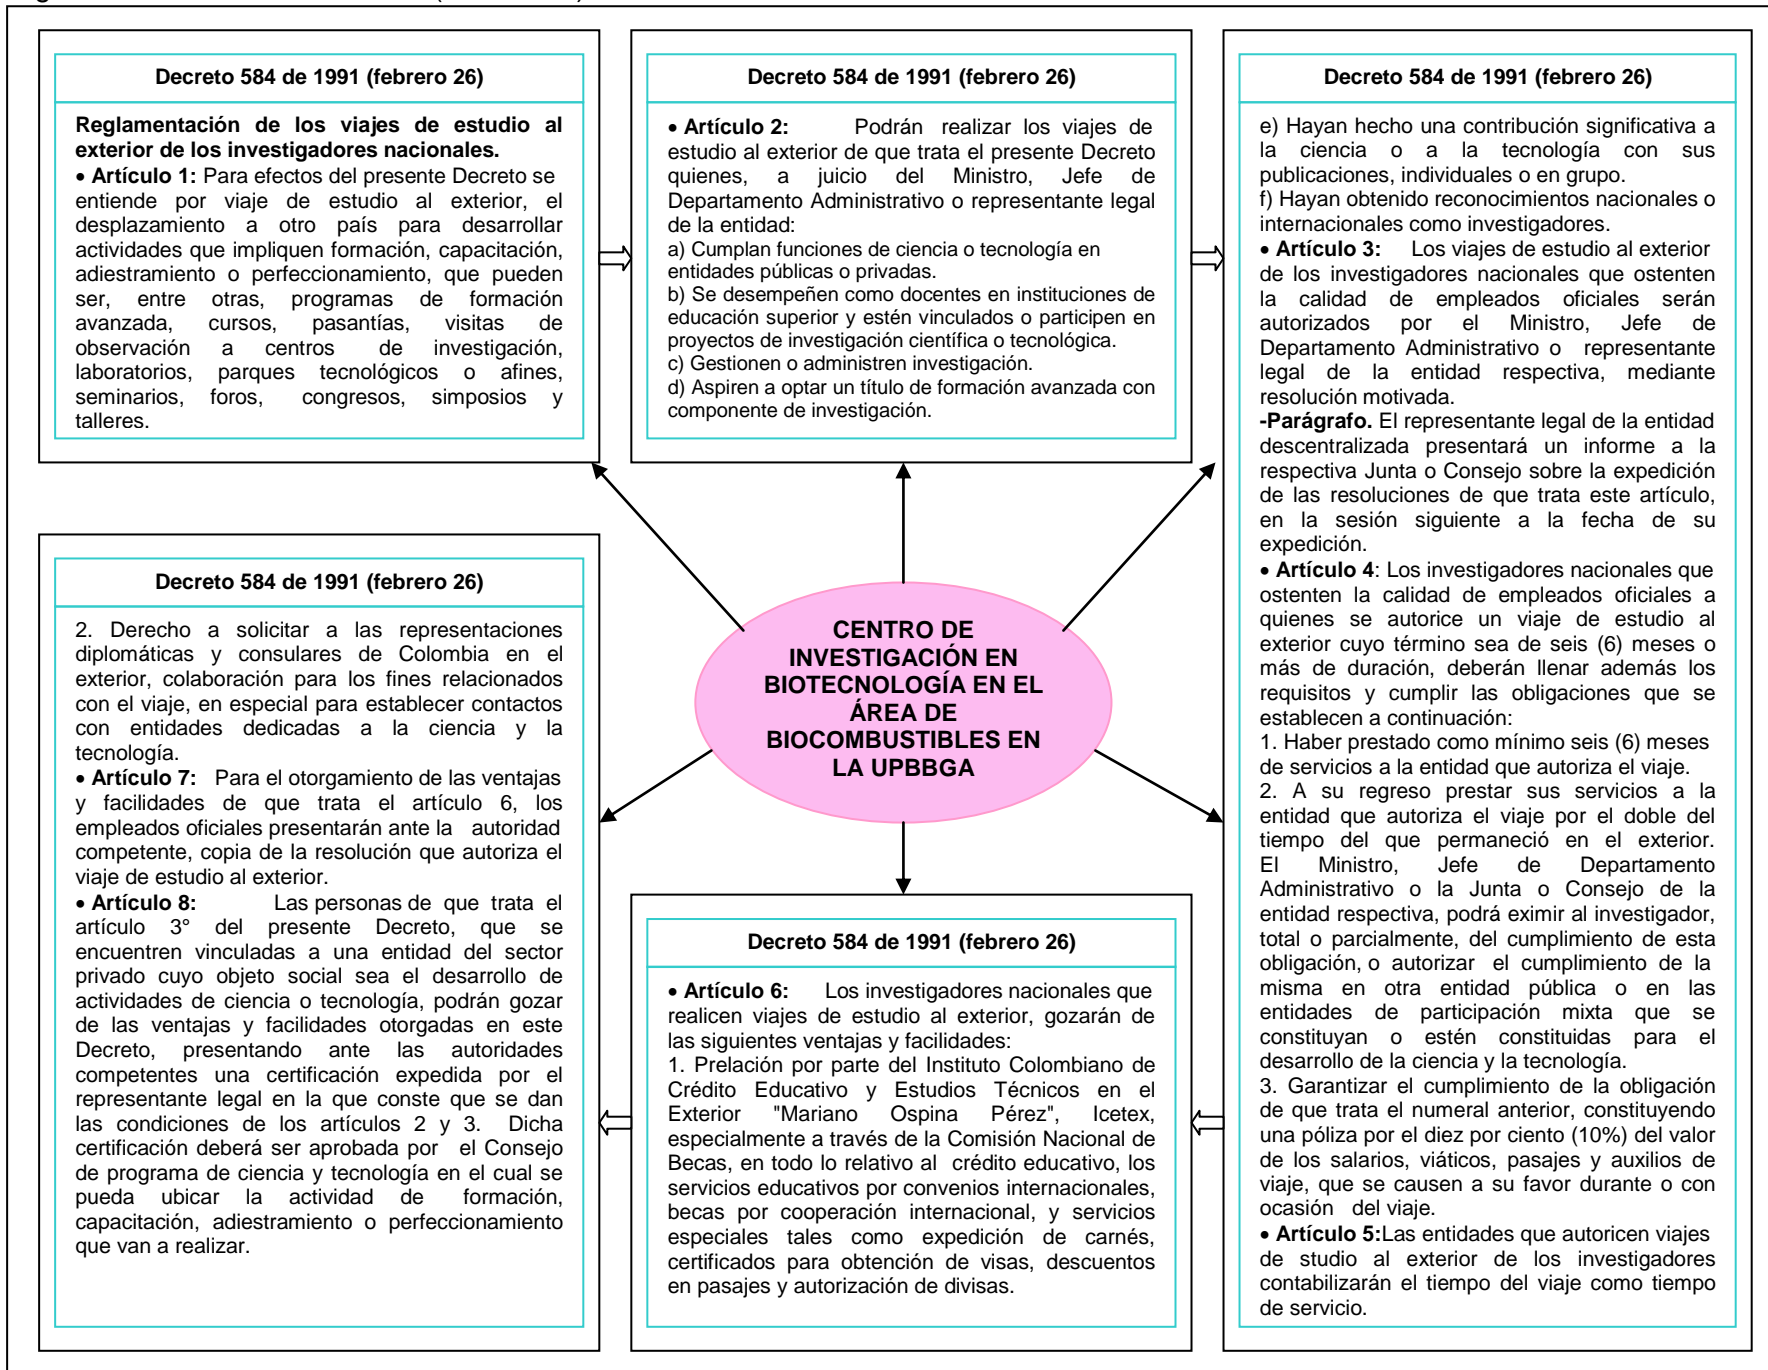 Decreto 584 de 1991 (febrero 26)
Reglamentación de los viajes de estudio al
exterior de los investigadores nacionales.
• Artículo 1: Para efectos del presente Decreto se
entiende por viaje de estudio al exterior, el
desplazamiento a otro país para desarrollar
actividades que impliquen formación, capacitación,
adiestramiento o perfeccionamiento, que pueden
ser, entre otras, programas de formación
avanzada, cursos, pasantías, visitas de
observación a centros de investigación,
laboratorios, parques tecnológicos o afines,
seminarios, foros, congresos, simposios y
talleres.
Decreto 584 de 1991 (febrero 26)
• Artículo 2: Podrán realizar los viajes de
estudio al exterior de que trata el presente Decreto
quienes, a juicio del Ministro, Jefe de
Departamento Administrativo o representante legal
de la entidad:
a) Cumplan funciones de ciencia o tecnología en
entidades públicas o privadas.
b) Se desempeñen como docentes en instituciones de
educación superior y estén vinculados o participen en
proyectos de investigación científica o tecnológica.
c) Gestionen o administren investigación.
d) Aspiren a optar un título de formación avanzada con
componente de investigación.
Decreto 584 de 1991 (febrero 26)
e) Hayan hecho una contribución significativa a
la ciencia o a la tecnología con sus
publicaciones, individuales o en grupo.
f) Hayan obtenido reconocimientos nacionales o
internacionales como investigadores.
• Artículo 3: Los viajes de estudio al exterior
de los investigadores nacionales que ostenten
la calidad de empleados oficiales serán
autorizados por el Ministro, Jefe de
Departamento Administrativo o representante
legal de la entidad respectiva, mediante
resolución motivada.
-Parágrafo. El representante legal de la entidad
descentralizada presentará un informe a la
respectiva Junta o Consejo sobre la expedición
de las resoluciones de que trata este artículo,
en la sesión siguiente a la fecha de su
expedición.
• Artículo 4: Los investigadores nacionales que
ostenten la calidad de empleados oficiales a
quienes se autorice un viaje de estudio al
exterior cuyo término sea de seis (6) meses o
más de duración, deberán llenar además los
requisitos y cumplir las obligaciones que se
establecen a continuación:
1. Haber prestado como mínimo seis (6) meses
de servicios a la entidad que autoriza el viaje.
2. A su regreso prestar sus servicios a la
entidad que autoriza el viaje por el doble del
tiempo del que permaneció en el exterior.
El Ministro, Jefe de Departamento
Administrativo o la Junta o Consejo de la
entidad respectiva, podrá eximir al investigador,
total o parcialmente, del cumplimiento de esta
obligación, o autorizar el cumplimiento de la
misma en otra entidad pública o en las
entidades de participación mixta que se
constituyan o estén constituidas para el
desarrollo de la ciencia y la tecnología.
3. Garantizar el cumplimiento de la obligación
de que trata el numeral anterior, constituyendo
una póliza por el diez por ciento (10%) del valor
de los salarios, viáticos, pasajes y auxilios de
viaje, que se causen a su favor durante o con
ocasión del viaje.
• Artículo 5:Las entidades que autoricen viajes
de studio al exterior de los investigadores
contabilizarán el tiempo del viaje como tiempo
de servicio.
CENTRO DE
INVESTIGACIÓN EN
BIOTECNOLOGÍA EN EL
ÁREA DE
BIOCOMBUSTIBLES EN
LA UPBBGA
Decreto 584 de 1991 (febrero 26)
• Artículo 6: Los investigadores nacionales que
realicen viajes de estudio al exterior, gozarán de
las siguientes ventajas y facilidades:
1. Prelación por parte del Instituto Colombiano de
Crédito Educativo y Estudios Técnicos en el
Exterior "Mariano Ospina Pérez", Icetex,
especialmente a través de la Comisión Nacional de
Becas, en todo lo relativo al crédito educativo, los
servicios educativos por convenios internacionales,
becas por cooperación internacional, y servicios
especiales tales como expedición de carnés,
certificados para obtención de visas, descuentos
en pasajes y autorización de divisas.
Decreto 584 de 1991 (febrero 26)
2. Derecho a solicitar a las representaciones
diplomáticas y consulares de Colombia en el
exterior, colaboración para los fines relacionados
con el viaje, en especial para establecer contactos
con entidades dedicadas a la ciencia y la
tecnología.
• Artículo 7: Para el otorgamiento de las ventajas
y facilidades de que trata el artículo 6, los
empleados oficiales presentarán ante la autoridad
competente, copia de la resolución que autoriza el
viaje de estudio al exterior.
• Artículo 8: Las personas de que trata el
artículo 3° del presente Decreto, que se
encuentren vinculadas a una entidad del sector
privado cuyo objeto social sea el desarrollo de
actividades de ciencia o tecnología, podrán gozar
de las ventajas y facilidades otorgadas en este
Decreto, presentando ante las autoridades
competentes una certificación expedida por el
representante legal en la que conste que se dan
las condiciones de los artículos 2 y 3. Dicha
certificación deberá ser aprobada por el Consejo
de programa de ciencia y tecnología en el cual se
pueda ubicar la actividad de formación,
capacitación, adiestramiento o perfeccionamiento
que van a realizar.